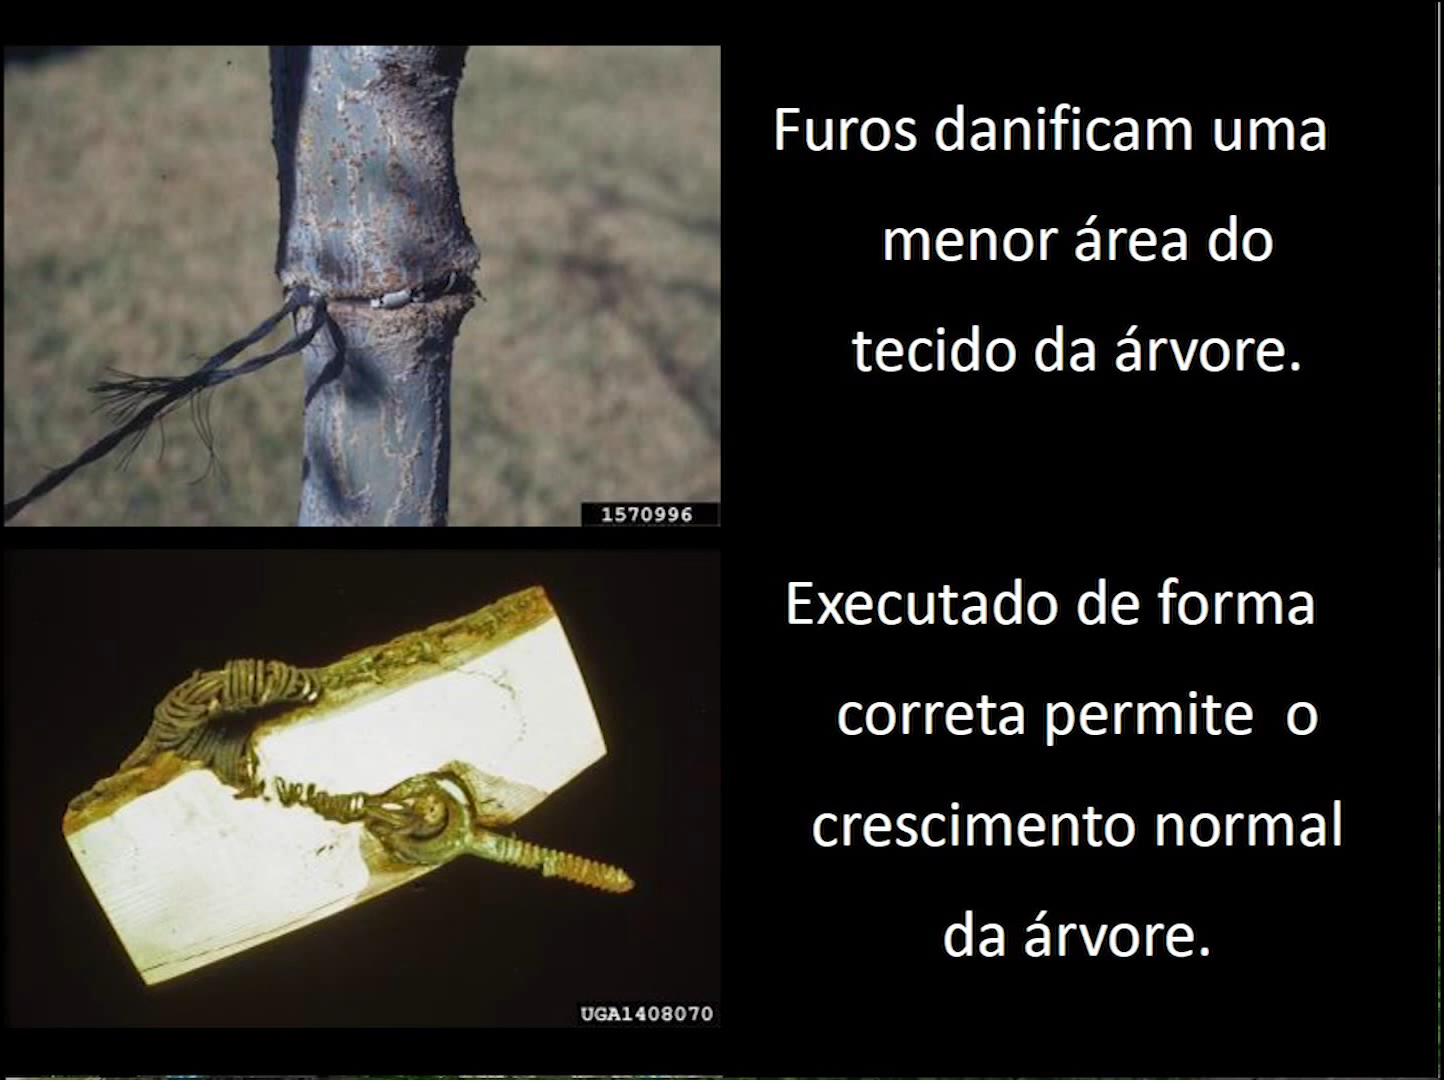 Furos danificam uma
menor área do
tecido da árvore.
1570996
Executado de forma
correta permite o
crescimento normal
da árvore.
UGA1408070